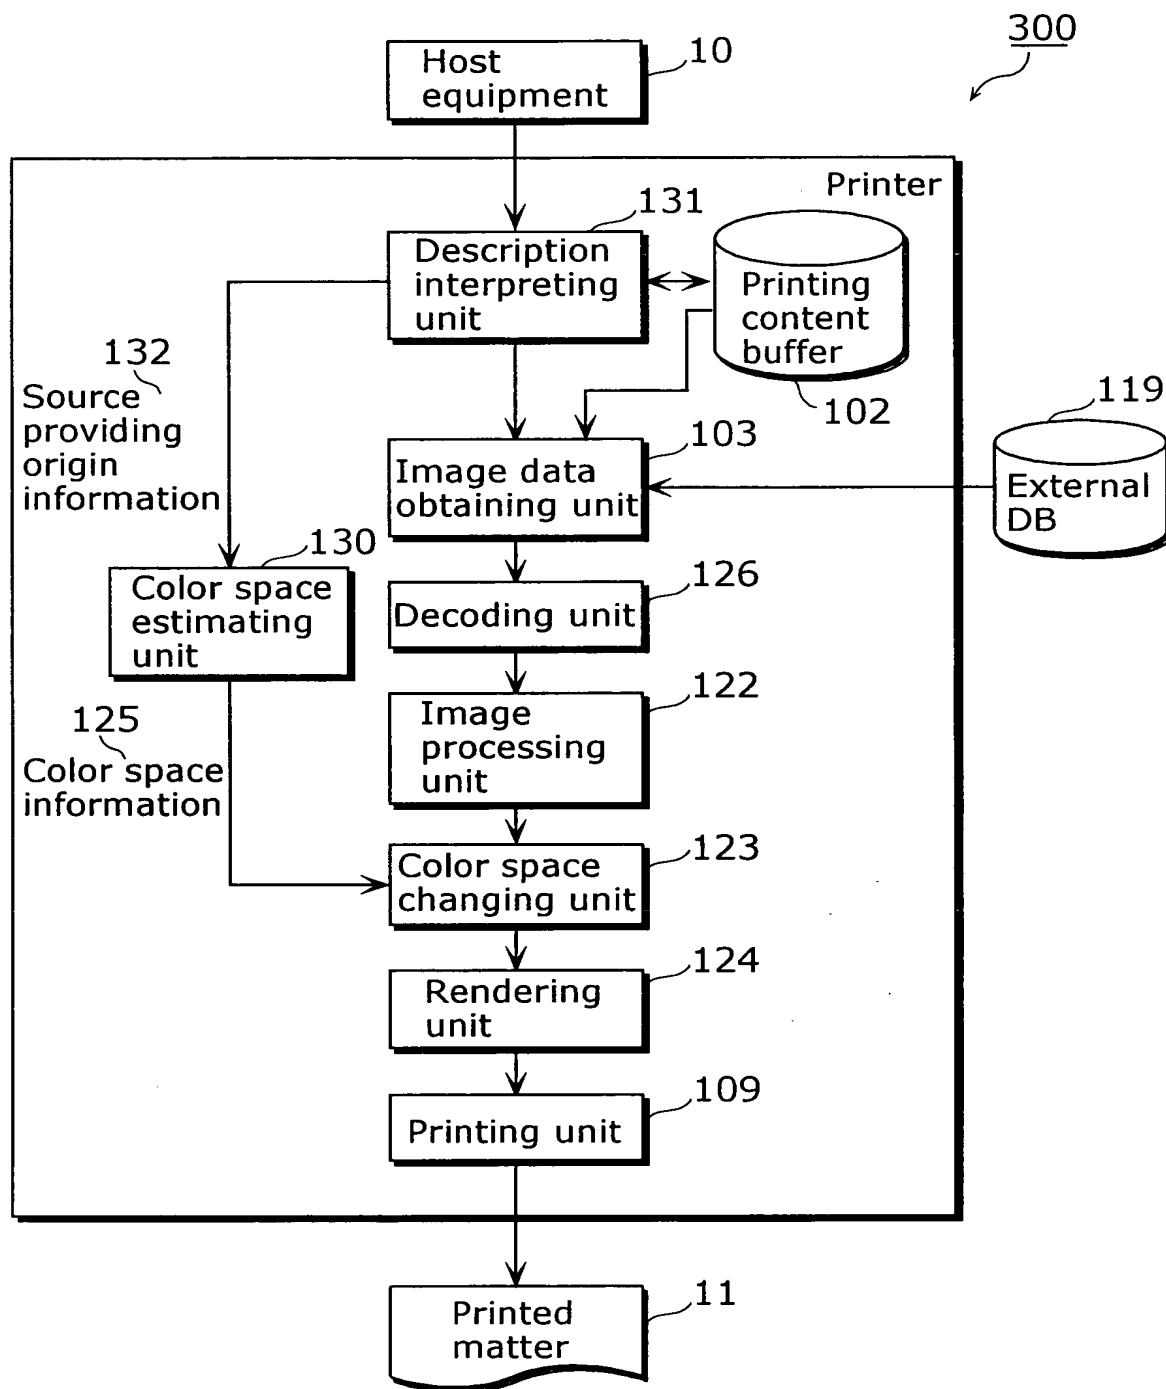 300
Host
equipment
10
Printer
131
Description
interpreting
unit
Printing
content
buffer
102
132
Source
providing
origin
information
119
External
DB
103
Image data
obtaining unit
130
Color space
estimating
unit
126
Decoding unit
122
Image
processing
unit
125
Color space
information
123
Color space
changing unit
124
Rendering
unit
109
Printing unit
11
Printed
matter